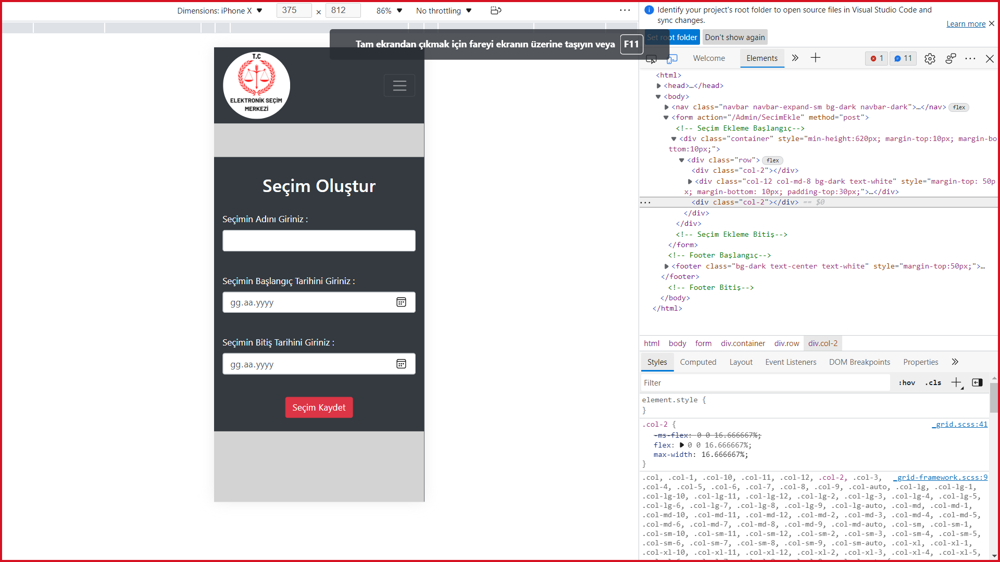 Dimensions: iPhone X
375
×
812
86%
No throttling
Tam ekrandan çıkmak için fareyi ekranın üzerine taşıyın veya F11
T.C
ELEKTRONİK SEÇİM
MERKEZİ
Seçim Oluştur
Seçimin Adını Giriniz :
Seçimin Başlangıç Tarihini Giriniz :
gg.aa.yyyy
Seçimin Bitiş Tarihini Giriniz :
gg.aa.yyyy
Seçim Kaydet
Identify your project's root folder to open source files in Visual Studio Code and
sync changes.
Learn more
Set root folder
Don't show again
Welcome
Elements
1
11
<html>
<head>…</head>
<body>
<nav class="navbar navbar-expand-sm bg-dark navbar-dark">…</nav> flex
<form action="/Admin/SecimEkle" method="post">
<!-- Seçim Ekleme Başlangıç-->
<div class="container" style="min-height:620px; margin-top:10px; margin-bo
ttom:10px;">
<div class="row"> flex
<div class="col-2"></div>
<div class="col-12 col-md-8 bg-dark text-white" style="margin-top: 50p
x; margin-bottom: 10px; padding-top:30px;">…</div>
<div class="col-2"></div> == $0
</div>
</div>
<!-- Seçim Ekleme Bitiş-->
</form>
<!-- Footer Başlangıç-->
<footer class="bg-dark text-center text-white" style="margin-top:50px;">…
</footer>
<!-- Footer Bitiş-->
</body>
</html>
html body form div.container div.row div.col-2
Styles Computed Layout Event Listeners DOM Breakpoints Properties
Filter
:hov .cls
element.style {
}
.col-2 { _grid.scss:41
-ms-flex: 0 0 16.666667%;
flex: 0 0 16.666667%;
max-width: 16.666667%;
}
.col, .col-1, .col-10, .col-11, .col-12, .col-2, .col-3, _grid-framework.scss:9
.col-4, .col-5, .col-6, .col-7, .col-8, .col-9, .col-auto, .col-lg, .col-lg-1,
.col-lg-10, .col-lg-11, .col-lg-12, .col-lg-2, .col-lg-3, .col-lg-4, .col-lg-5,
.col-lg-6, .col-lg-7, .col-lg-8, .col-lg-9, .col-lg-auto, .col-md, .col-md-1,
.col-md-10, .col-md-11, .col-md-12, .col-md-2, .col-md-3, .col-md-4, .col-md-5,
.col-md-6, .col-md-7, .col-md-8, .col-md-9, .col-md-auto, .col-sm, .col-sm-1,
.col-sm-10, .col-sm-11, .col-sm-12, .col-sm-2, .col-sm-3, .col-sm-4, .col-sm-5,
.col-sm-6, .col-sm-7, .col-sm-8, .col-sm-9, .col-sm-auto, .col-xl, .col-xl-1,
.col-xl-10, .col-xl-11, .col-xl-12, .col-xl-2, .col-xl-3, .col-xl-4, .col-xl-5,